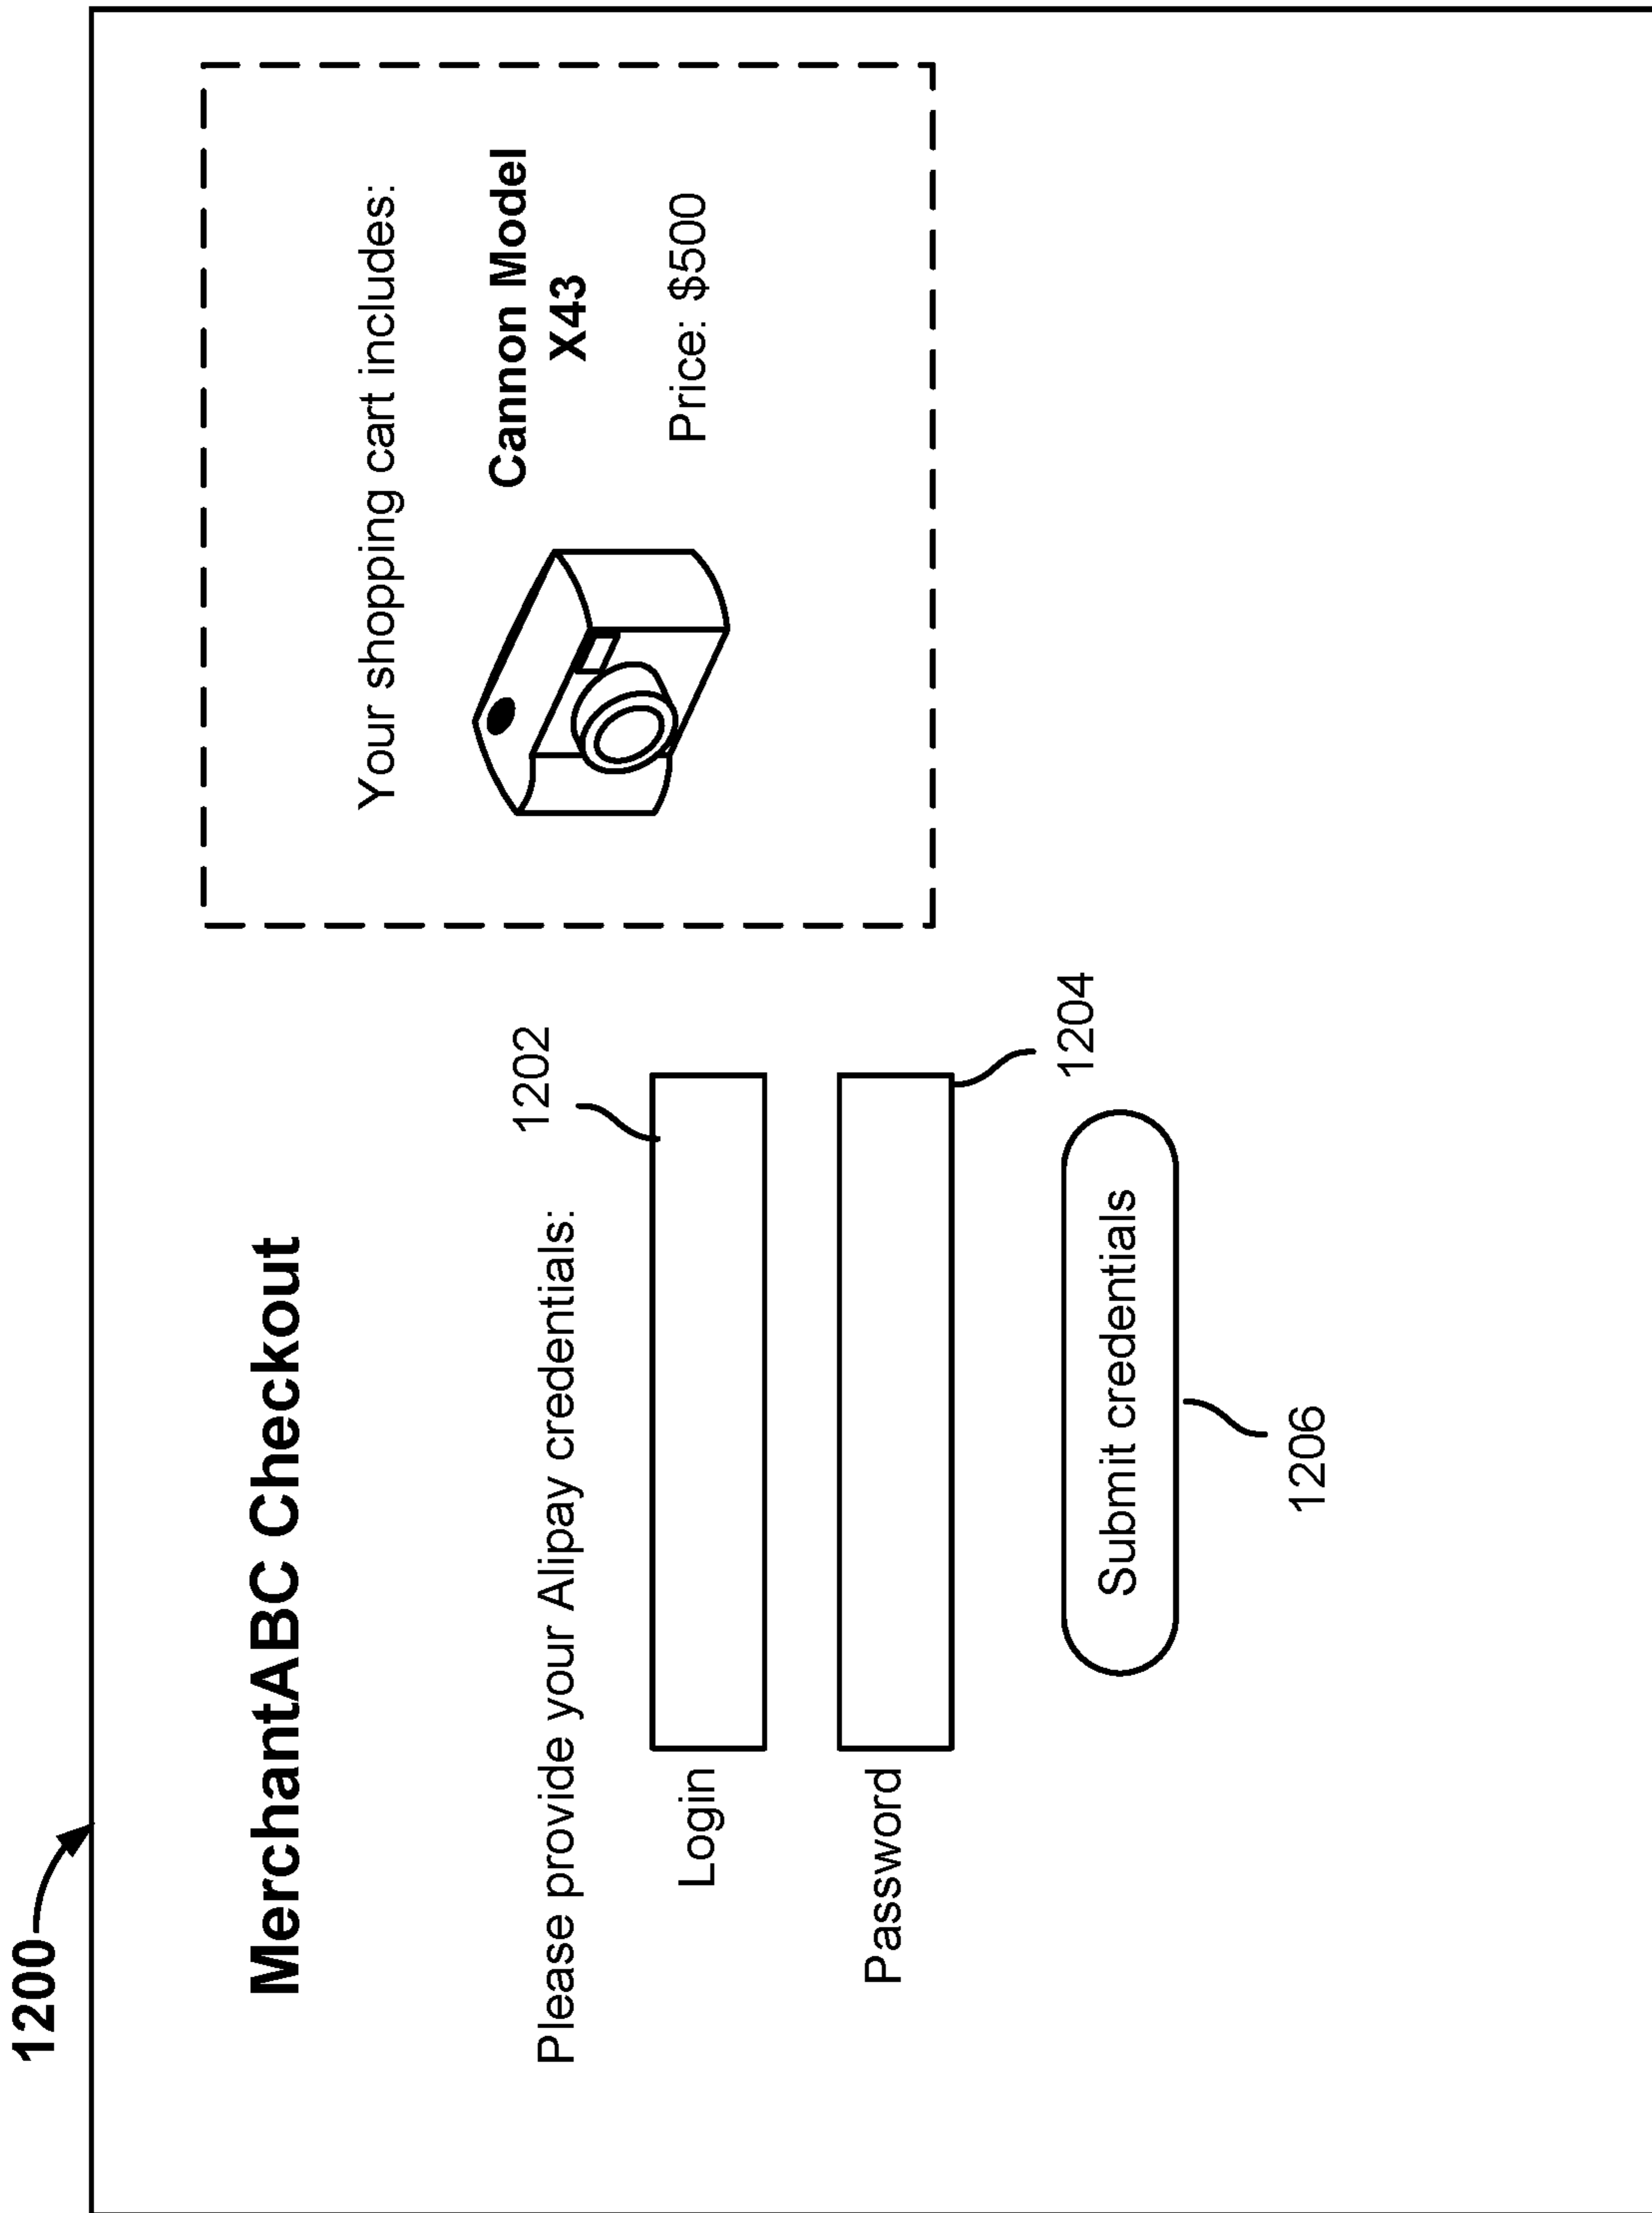 1200
MerchantABC Checkout
Please provide your Alipay credentials:
1202
Login
Password
1204
Submit credentials
1206
Your shopping cart includes:
Cannon Model
X43
Price: $500